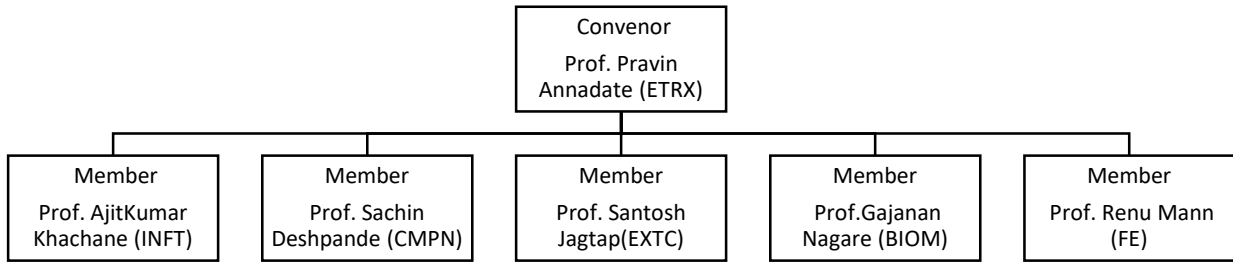 Convenor
Prof. Pravin
Annadate (ETRX)
Member
Prof. AjitKumar
Khachane (INFT)
Member
Prof. Sachin
Deshpande (CMPN)
Member
Prof. Santosh
Jagtap(EXTC)
Member
Prof.Gajanan
Nagare (BIOM)
Member
Prof. Renu Mann
(FE)